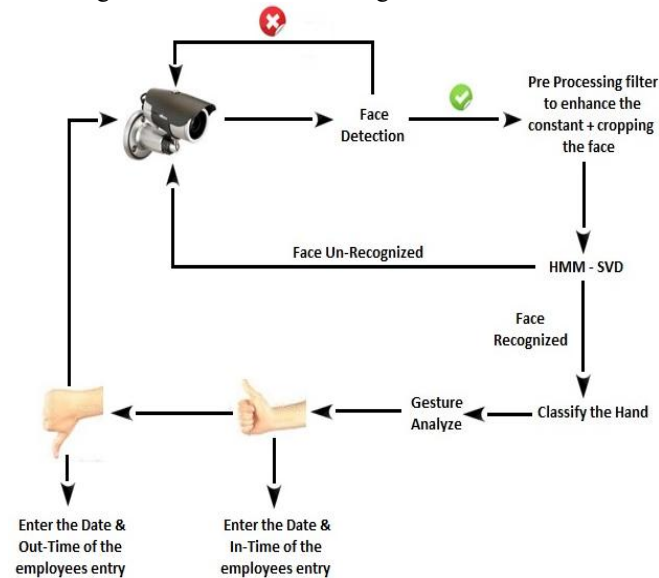 Face
Detection
Pre Processing filter
to enhance the
constant + cropping
the face
Face Un-Recognized
HMM - SVD
Face
Recognized
Gesture
Analyze
Classify the Hand
Enter the Date &
Out-Time of the
employees entry
Enter the Date &
In-Time of the
employees entry